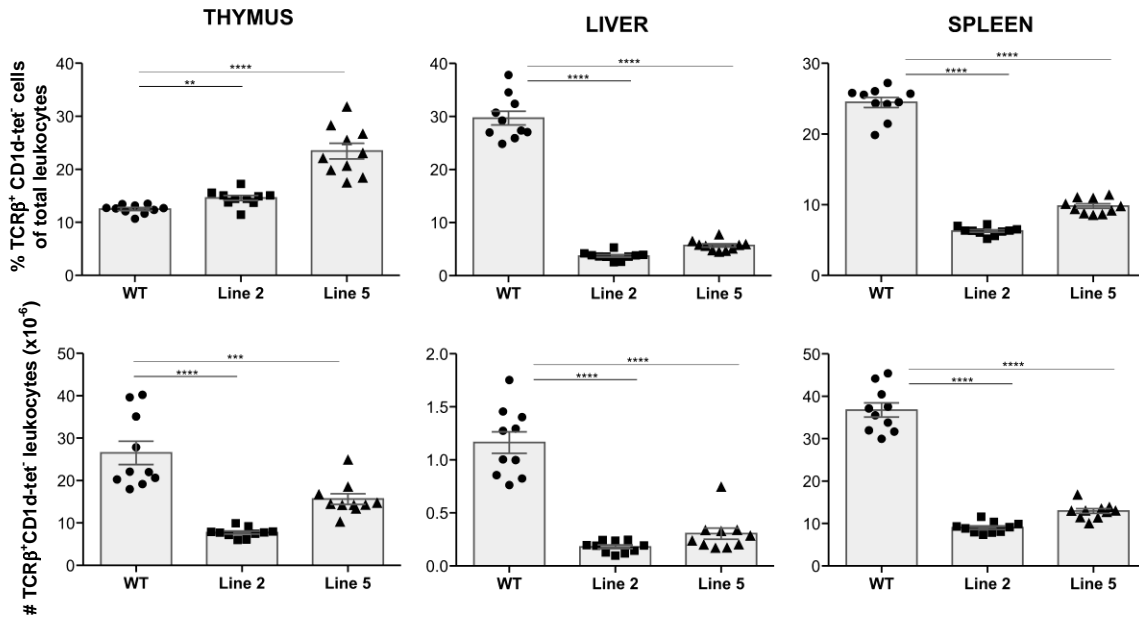 THYMUS
LIVER
SPLEEN
% TCRβ⁺ CD1d-tet⁻ cells
of total leukocytes
40
30
20
10
0
**
****
WT
Line 2
Line 5
40
30
20
10
0
****
****
WT
Line 2
Line 5
30
20
10
0
****
****
WT
Line 2
Line 5
# TCRβ⁺CD1d-tet⁻ leukocytes (x10⁻⁶)
50
40
30
20
10
0
***
****
WT
Line 2
Line 5
2.0
1.5
1.0
0.5
0.0
****
****
WT
Line 2
Line 5
50
40
30
20
10
0
****
****
WT
Line 2
Line 5